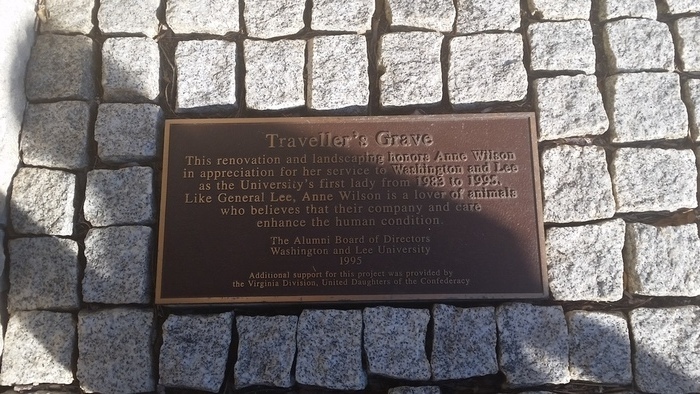 Traveller's Grave
This renovation and landscaping honors Anne Wilson
in appreciation for her service to Washington and Lee
as the University's first lady from 1983 to 1995.
Like General Lee, Anne Wilson is a lover of animals
who believes that their company and care
enhance the human condition.
The Alumni Board of Directors
Washington and Lee University
1995
Additional support for this project was provided by
the Virginia Division, United Daughters of the Confederacy